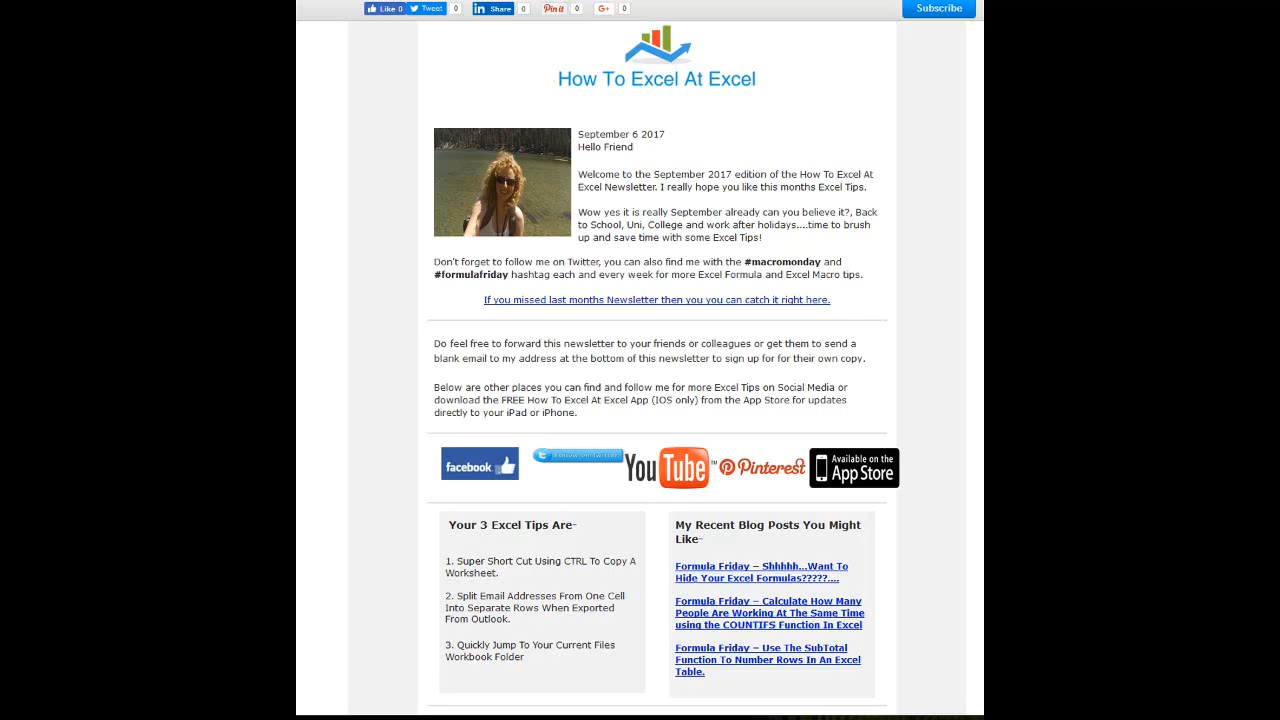 Like 0 Tweet 0 in Share 0 Pin it 0 G+ 0 Subscribe
How To Excel At Excel
September 6 2017
Hello Friend
Welcome to the September 2017 edition of the How To Excel At
Excel Newsletter. I really hope you like this months Excel Tips.
Wow yes it is really September already can you believe it?, Back
to School, Uni, College and work after holidays....time to brush
up and save time with some Excel Tips!
Don't forget to follow me on Twitter, you can also find me with the #macromonday and
#formulafriday hashtag each and every week for more Excel Formula and Excel Macro tips.
If you missed last months Newsletter then you you can catch it right here.
Do feel free to forward this newsletter to your friends or colleagues or get them to send a
blank email to my address at the bottom of this newsletter to sign up for for their own copy.
Below are other places you can find and follow me for more Excel Tips on Social Media or
download the FREE How To Excel At Excel App (IOS only) from the App Store for updates
directly to your iPad or iPhone.
facebook
YouTube™
Pinterest
Available on the
App Store
Your 3 Excel Tips Are-
1. Super Short Cut Using CTRL To Copy A
Worksheet.
2. Split Email Addresses From One Cell
Into Separate Rows When Exported
From Outlook.
3. Quickly Jump To Your Current Files
Workbook Folder
My Recent Blog Posts You Might
Like-
Formula Friday – Shhhhh...Want To
Hide Your Excel Formulas?????....
Formula Friday – Calculate How Many
People Are Working At The Same Time
using the COUNTIFS Function In Excel
Formula Friday – Use The SubTotal
Function To Number Rows In An Excel
Table.